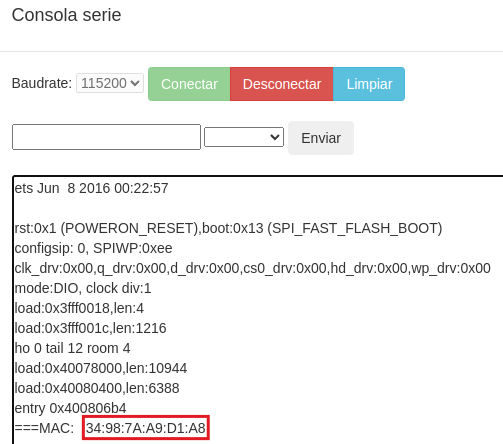 Consola serie
Baudrate: 115200 Conectar Desconectar Limpiar
Enviar
ets Jun  8 2016 00:22:57
rst:0x1 (POWERON_RESET),boot:0x13 (SPI_FAST_FLASH_BOOT)
configsip: 0, SPIWP:0xee
clk_drv:0x00,q_drv:0x00,d_drv:0x00,cs0_drv:0x00,hd_drv:0x00,wp_drv:0x00
mode:DIO, clock div:1
load:0x3fff0018,len:4
load:0x3fff001c,len:1216
ho 0 tail 12 room 4
load:0x40078000,len:10944
load:0x40080400,len:6388
entry 0x400806b4
===MAC:  34:98:7A:A9:D1:A8